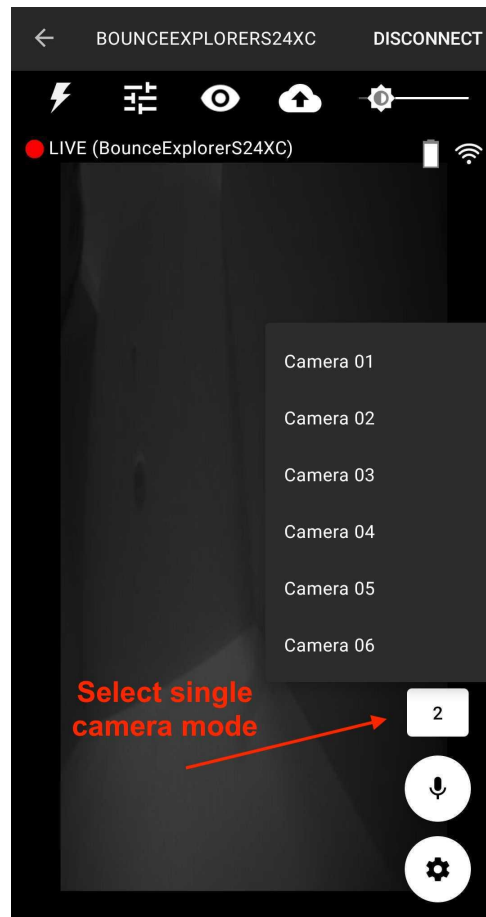 BOUNCEEXPLORERS24XC DISCONNECT
LIVE (BounceExplorerS24XC)
Camera 01
Camera 02
Camera 03
Camera 04
Camera 05
Camera 06
Select single
camera mode
2